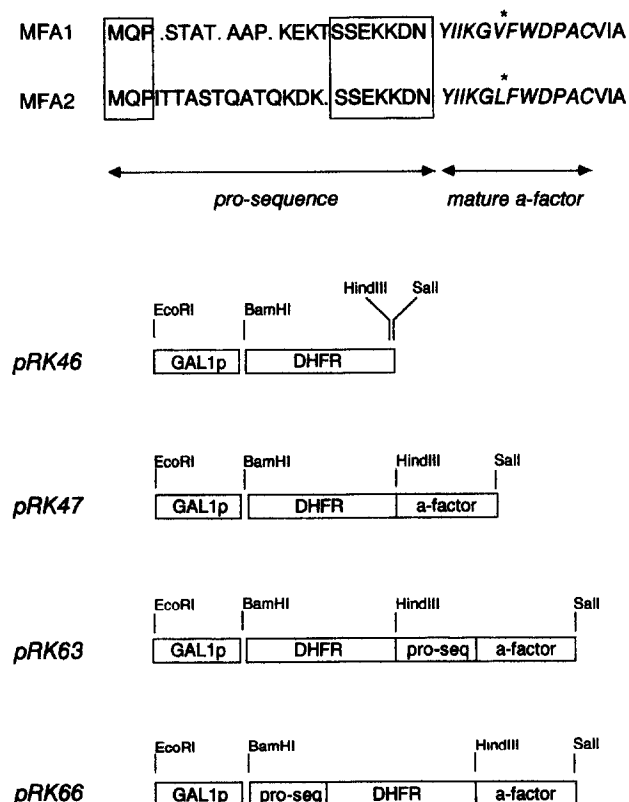 *
MFA1 MQP.STAT.AAP.KEKTSSEKKDN YIIKGVFWDPACVIA
*
MFA2 MQPITTASTQATQKDK.SSEKKDN YIIKGLFWDPACVIA
pro-sequence mature a-factor
HindIII SalI
EcoRI BamHI
pRK46 GAL1p DHFR
EcoRI BamHI HindIII SalI
pRK47 GAL1p DHFR a-factor
EcoRI BamHI HindIII SalI
pRK63 GAL1p DHFR pro-seq a-factor
EcoRI BamHI HindIII SalI
pRK66 GAL1p pro-seq DHFR a-factor